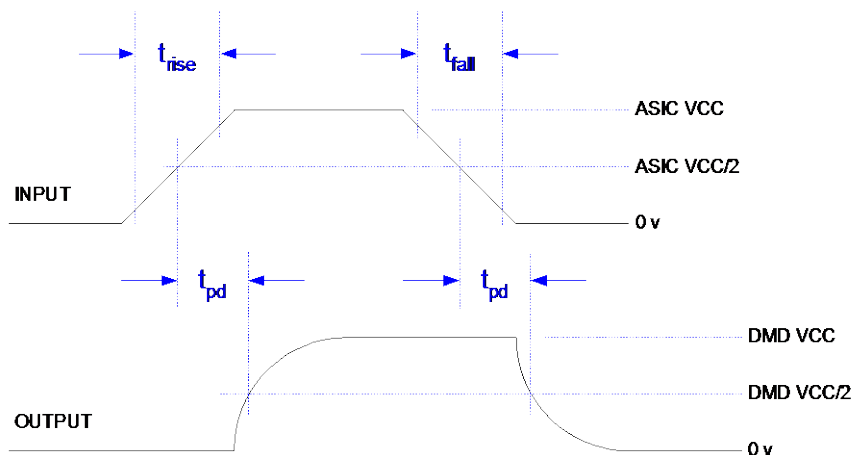 t_rise t_fall
ASIC VCC
ASIC VCC/2
INPUT
0 v
t_pd t_pd
DMD VCC
DMD VCC/2
OUTPUT
0 v